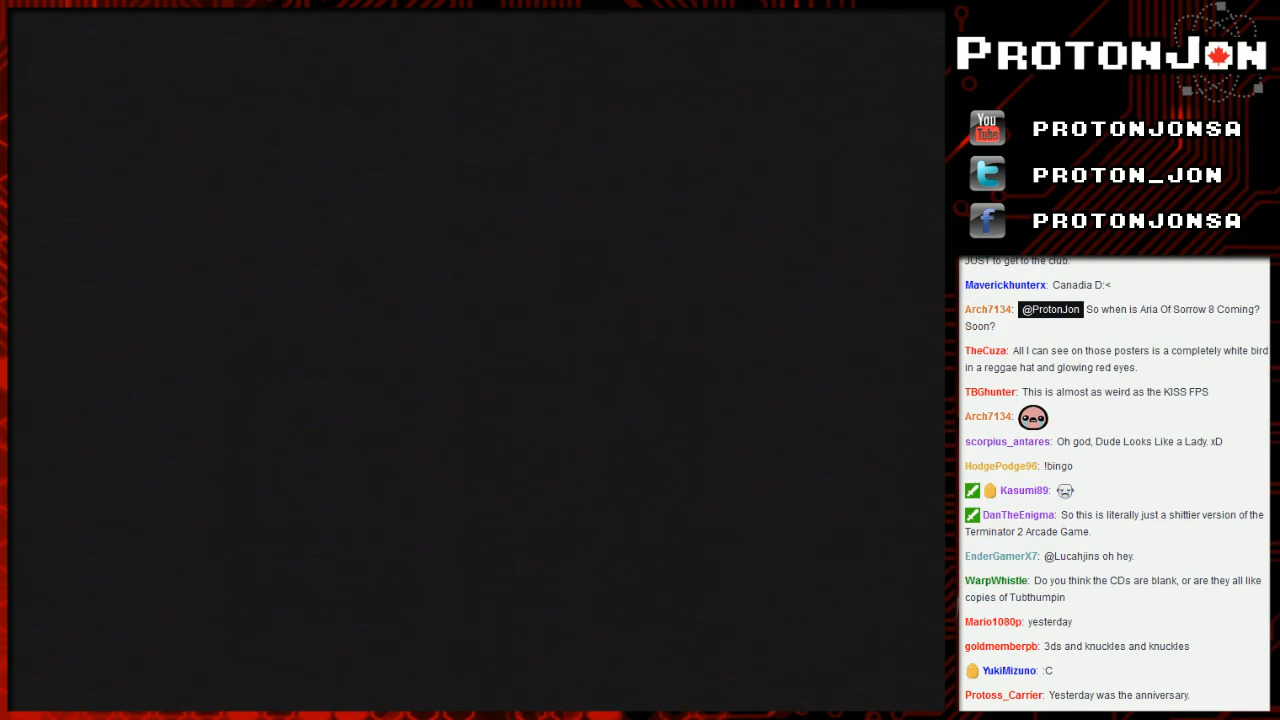 PROTONJON
You Tube PROTONJONSA
t PROTON_JON
f PROTONJONSA
JUST to get to the club.
Maverickhunterx: Canadia D:<
Arch7134: @ProtonJon So when is Aria Of Sorrow 8 Coming?
Soon?
TheCuza: All I can see on those posters is a completely white bird
in a reggae hat and glowing red eyes.
TBGhunter: This is almost as weird as the KISS FPS
Arch7134:
scorpius_antares: Oh god, Dude Looks Like a Lady. xD
HodgePodge96: !bingo
Kasumi89:
DanTheEnigma: So this is literally just a shittier version of the
Terminator 2 Arcade Game.
EnderGamerX7: @Lucahjins oh hey.
WarpWhistle: Do you think the CDs are blank, or are they all like
copies of Tubthumpin
Mario1080p: yesterday
goldmemberpb: 3ds and knuckles and knuckles
YukiMizuno: :C
Protoss_Carrier: Yesterday was the anniversary.